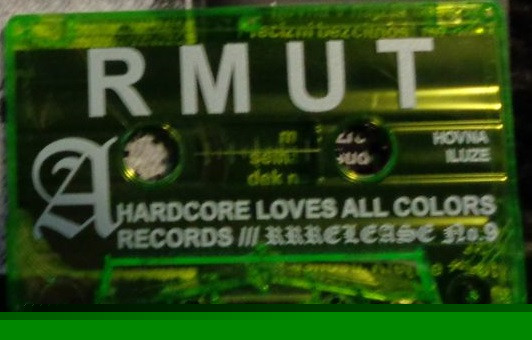 RMUT
HOVNA
ILUZE
A
HARDCORE LOVES ALL COLORS
RECORDS /// RRRELEASE No.9